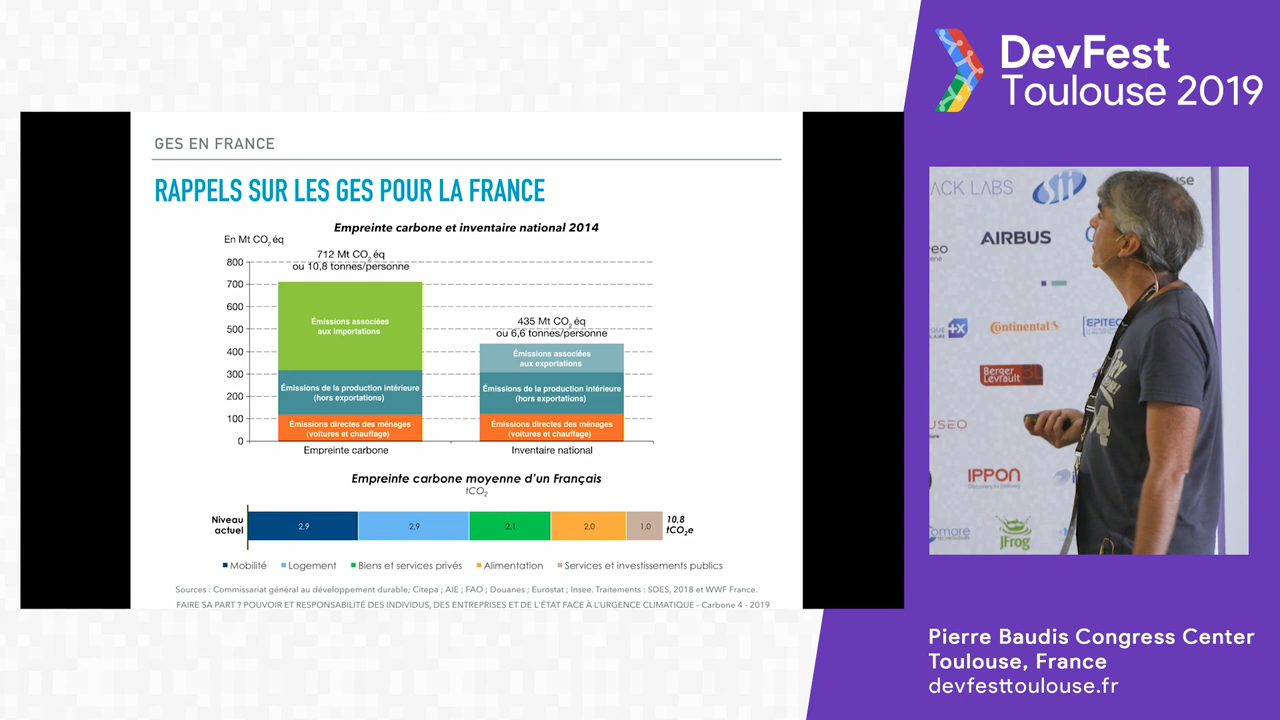 DevFest
Toulouse 2019
GES EN FRANCE
RAPPELS SUR LES GES POUR LA FRANCE
Empreinte carbone et inventaire national 2014
En Mt CO2 éq
712 Mt CO2 éq
ou 10,8 tonnes/personne
435 Mt CO2 éq
ou 6,6 tonnes/personne
800
700
600
500
400
300
200
100
0
Émissions associées
aux importations
Émissions de la production intérieure
(hors exportations)
Émissions directes des ménages
(voitures et chauffage)
Émissions associées
aux exportations
Émissions de la production intérieure
(hors exportations)
Émissions directes des ménages
(voitures et chauffage)
Empreinte carbone
Inventaire national
Empreinte carbone moyenne d'un Français
tCO2
Niveau
actuel
2,9
2,9
2,1
2,0
1,0
10,8
tCO2e
Mobilité
Logement
Biens et services privés
Alimentation
Services et investissements publics
Sources : Commissariat général au développement durable; Citepa ; AIE ; FAO ; Douanes ; Eurostat ; Insee. Traitements : SDES, 2018 et WWF France.
FAIRE SA PART ? POUVOIR ET RESPONSABILITÉ DES INDIVIDUS, DES ENTREPRISES ET DE L'ÉTAT FACE À L'URGENCE CLIMATIQUE - Carbone 4 - 2019
ACK LABS
AIRBUS
Continental
EPITEC
Berger
Levrault
USEO
IPPON
JFrog
Pierre Baudis Congress Center
Toulouse, France
devfesttoulouse.fr